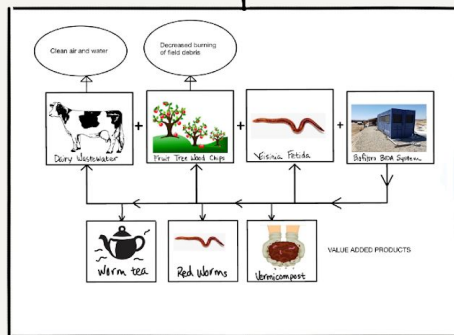 Clean air and water
Decreased burning
of field debris
Dairy Wastewater
+
Fruit Tree Wood Chips
+
Eisinia Fetida
+
Biofiltro BIDA System
Worm tea
Red Worms
Vermicompost
VALUE ADDED PRODUCTS